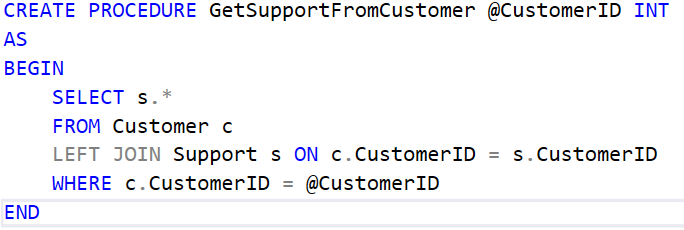 CREATE PROCEDURE GetSupportFromCustomer @CustomerID INT
AS
BEGIN
    SELECT s.*
    FROM Customer c
    LEFT JOIN Support s ON c.CustomerID = s.CustomerID
    WHERE c.CustomerID = @CustomerID
END